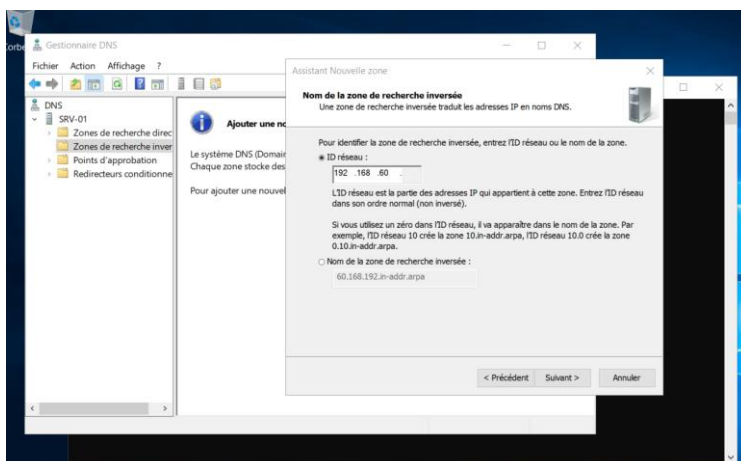 Corbe
Gestionnaire DNS
Fichier Action Affichage ?
DNS
SRV-01
Zones de recherche direc
Zones de recherche inver
Points d'approbation
Redirecteurs conditionne
Ajouter une no
Le système DNS (Domair
Chaque zone stocke des
Pour ajouter une nouvel
Assistant Nouvelle zone
Nom de la zone de recherche inversée
Une zone de recherche inversée traduit les adresses IP en noms DNS.
Pour identifier la zone de recherche inversée, entrez l'ID réseau ou le nom de la zone.
ID réseau :
192 .168 .60 .
L'ID réseau est la partie des adresses IP qui appartient à cette zone. Entrez l'ID réseau
dans son ordre normal (non inversé).
Si vous utilisez un zéro dans l'ID réseau, il va apparaître dans le nom de la zone. Par
exemple, l'ID réseau 10 crée la zone 10.in-addr.arpa, l'ID réseau 10.0 crée la zone
0.10.in-addr.arpa.
Nom de la zone de recherche inversée :
60.168.192.in-addr.arpa
< Précédent Suivant > Annuler